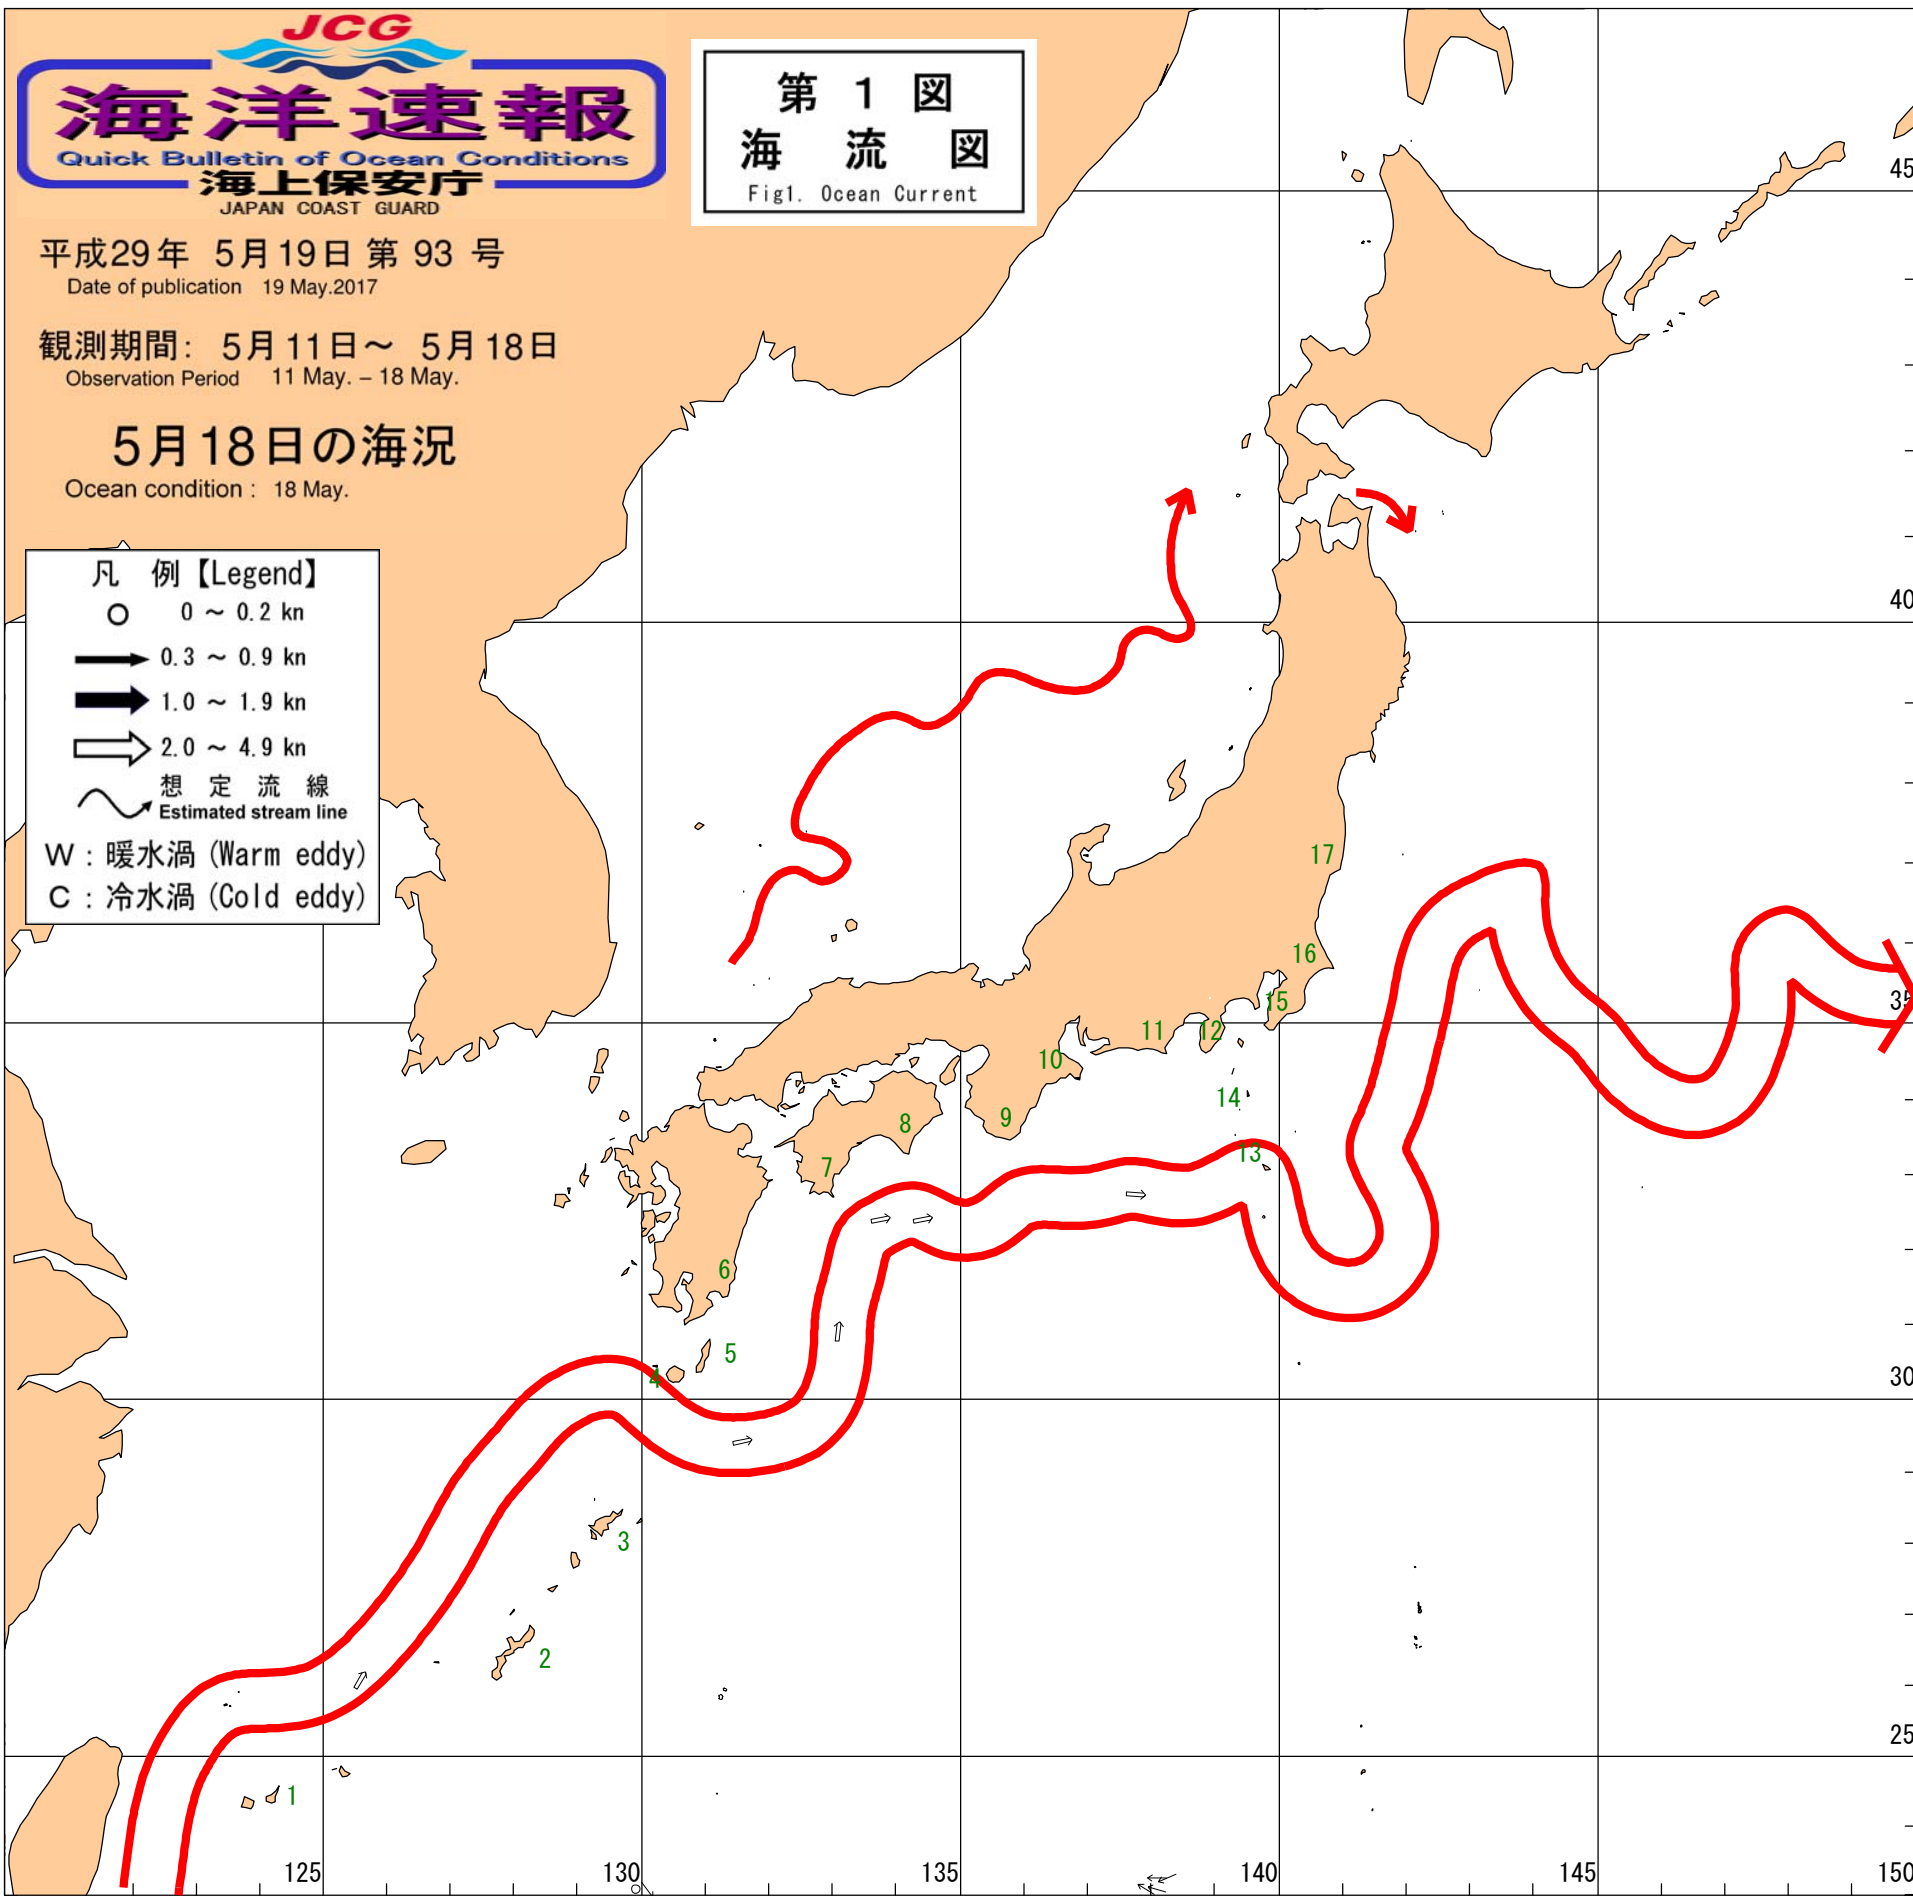 JCG
海洋速報
Quick Bulletin of Ocean Conditions
海上保安庁
JAPAN COAST GUARD
第 1 図
海 流 図
Fig1. Ocean Current
平成29年 5月19日 第 93 号
Date of publication 19 May.2017
観測期間: 5月11日～ 5月18日
Observation Period 11 May. – 18 May.
5月18日の海況
Ocean condition : 18 May.
凡 例【Legend】
0 ～ 0.2 kn
0.3 ～ 0.9 kn
1.0 ～ 1.9 kn
2.0 ～ 4.9 kn
想 定 流 線
Estimated stream line
W : 暖水渦 (Warm eddy)
C : 冷水渦 (Cold eddy)
45
40
17
16
35
15
12
11
10
14
9
8
13
7
6
5
4
30
3
2
25
1
125
130
135
140
145
150